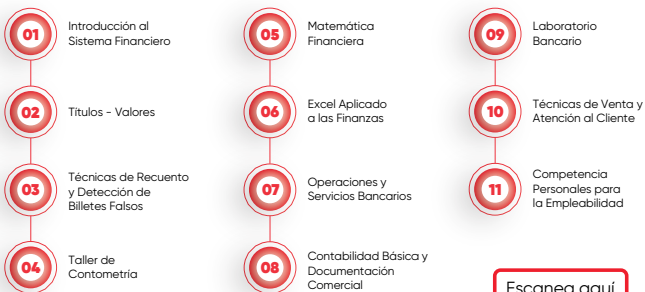 01
Introducción al
Sistema Financiero
02
Títulos - Valores
03
Técnicas de Recuento
y Detección de
Billetes Falsos
04
Taller de
Contometría
05
Matemática
Financiera
06
Excel Aplicado
a las Finanzas
07
Operaciones y
Servicios Bancarios
08
Contabilidad Básica y
Documentación
Comercial
09
Laboratorio
Bancario
10
Técnicas de Venta y
Atención al Cliente
11
Competencia
Personales para
la Empleabilidad
Escanea aquí